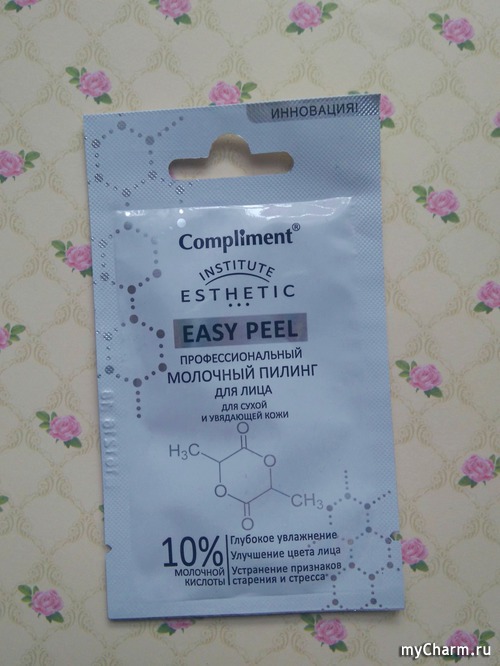 ИННОВАЦИЯ!
Compliment®
INSTITUTE
ESTHETIC
EASY PEEL
ПРОФЕССИОНАЛЬНЫЙ
МОЛОЧНЫЙ ПИЛИНГ
ДЛЯ ЛИЦА
ДЛЯ СУХОЙ
И УВЯДАЮЩЕЙ КОЖИ
O
H₃C
O
O
CH₃
O
10%
МОЛОЧНОЙ
КИСЛОТЫ
Глубокое увлажнение
Улучшение цвета лица
Устранение признаков
старения и стресса*
myCharm.ru